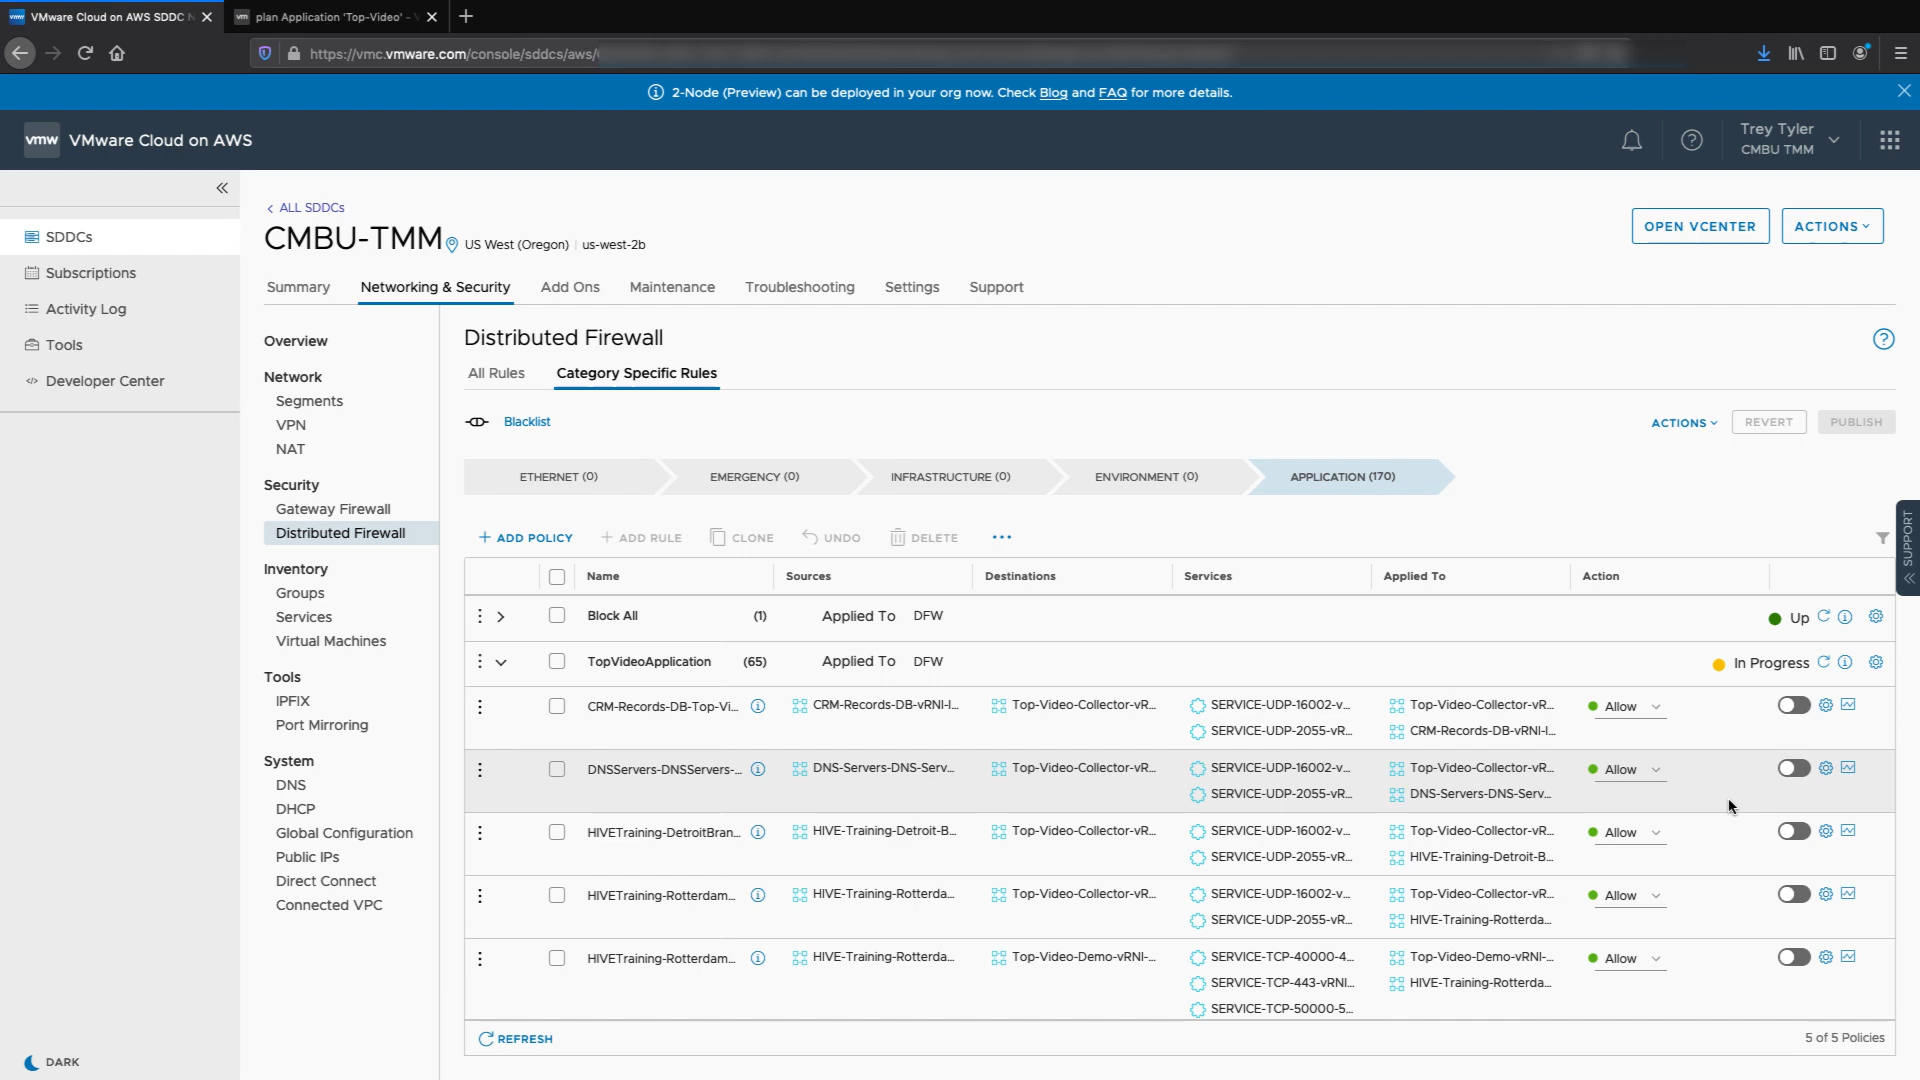 VMware Cloud on AWS SDDC N
plan Application 'Top-Video' -
https://vmc.vmware.com/console/sddcs/aws/
2-Node (Preview) can be deployed in your org now. Check Blog and FAQ for more details.
vmw VMware Cloud on AWS
Trey Tyler
CMBU TMM
SDDCs
Subscriptions
Activity Log
Tools
Developer Center
DARK
ALL SDDCs
CMBU-TMM US West (Oregon) | us-west-2b
OPEN VCENTER
ACTIONS
Summary Networking & Security Add Ons Maintenance Troubleshooting Settings Support
Overview
Network
Segments
VPN
NAT
Security
Gateway Firewall
Distributed Firewall
Inventory
Groups
Services
Virtual Machines
Tools
IPFIX
Port Mirroring
System
DNS
DHCP
Global Configuration
Public IPs
Direct Connect
Connected VPC
Distributed Firewall
All Rules Category Specific Rules
Blacklist
ACTIONS REVERT PUBLISH
ETHERNET (0) EMERGENCY (0) INFRASTRUCTURE (0) ENVIRONMENT (0) APPLICATION (170)
+ ADD POLICY + ADD RULE CLONE UNDO DELETE ...
Name Sources Destinations Services Applied To Action
Block All (1) Applied To DFW Up
TopVideoApplication (65) Applied To DFW In Progress
CRM-Records-DB-Top-Vi... CRM-Records-DB-vRNI-I... Top-Video-Collector-vR... SERVICE-UDP-16002-v... Top-Video-Collector-vR... Allow
SERVICE-UDP-2055-vR... CRM-Records-DB-vRNI-I...
DNSServers-DNSServers-... DNS-Servers-DNS-Serv... Top-Video-Collector-vR... SERVICE-UDP-16002-v... Top-Video-Collector-vR... Allow
SERVICE-UDP-2055-vR... DNS-Servers-DNS-Serv...
HIVETraining-DetroitBran... HIVE-Training-Detroit-B... Top-Video-Collector-vR... SERVICE-UDP-16002-v... Top-Video-Collector-vR... Allow
SERVICE-UDP-2055-vR... HIVE-Training-Detroit-B...
HIVETraining-Rotterdam... HIVE-Training-Rotterda... Top-Video-Collector-vR... SERVICE-UDP-16002-v... Top-Video-Collector-vR... Allow
SERVICE-UDP-2055-vR... HIVE-Training-Rotterda...
HIVETraining-Rotterdam... HIVE-Training-Rotterda... Top-Video-Demo-vRNI-... SERVICE-TCP-40000-4... Top-Video-Demo-vRNI-... Allow
SERVICE-TCP-443-vRNI... HIVE-Training-Rotterda...
SERVICE-TCP-50000-5...
REFRESH
5 of 5 Policies
SUPPORT